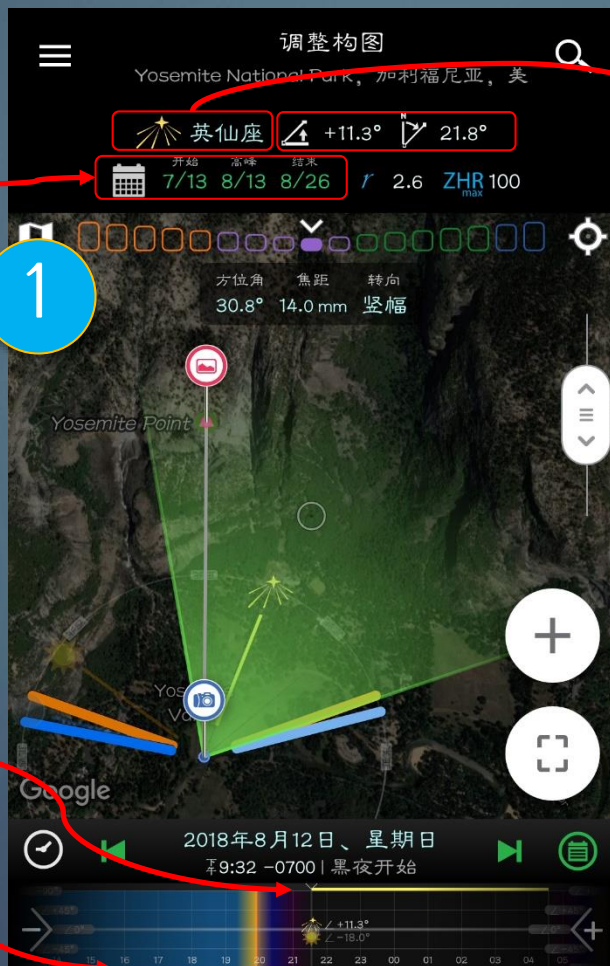 调整构图
Yosemite National Park, 加利福尼亚, 美
英仙座 +11.3° N 21.8°
开始 高峰 结束
7/13 8/13 8/26 r 2.6 ZHR max 100
1
方位角 焦距 转向
30.8° 14.0 mm 竖幅
Yosemite Point
Google
2018年8月12日、星期日
下午9:32 -0700 | 黑夜开始
∠ +11.3°
∠ -18.0°
15 16 17 18 19 20 21 22 23 00 01 02 03 04 05